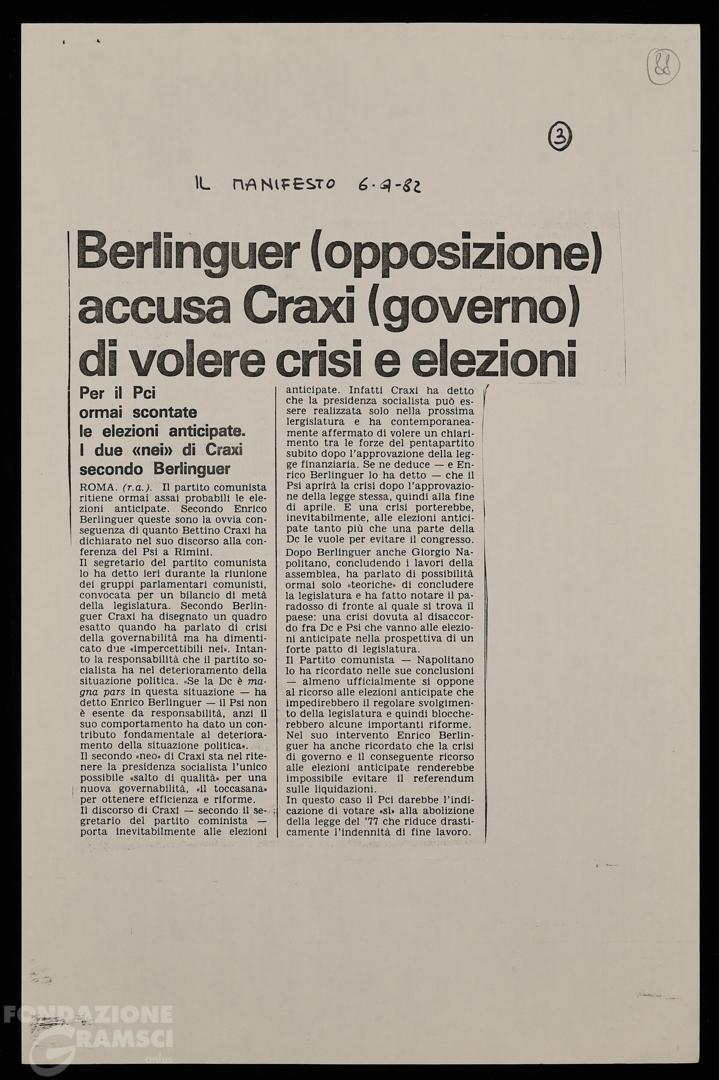 88
3
IL MANIFESTO 6-4-82
Berlinguer (opposizione)
accusa Craxi (governo)
di volere crisi e elezioni
Per il Pci
ormai scontate
le elezioni anticipate.
I due «nei» di Craxi
secondo Berlinguer
ROMA. (r.a.). Il partito comunista
ritiene ormai assai probabili le ele-
zioni anticipate. Secondo Enrico
Berlinguer queste sono la ovvia con-
seguenza di quanto Bettino Craxi ha
dichiarato nel suo discorso alla con-
ferenza del Psi a Rimini.
Il segretario del partito comunista
lo ha detto ieri durante la riunione
dei gruppi parlamentari comunisti,
convocata per un bilancio di metà
della legislatura. Secondo Berlin-
guer Craxi ha disegnato un quadro
esatto quando ha parlato di crisi
della governabilità ma ha dimenti-
cato due «impercettibili nei». Intan-
to la responsabilità che il partito so-
cialista ha nel deterioramento della
situazione politica. «Se la Dc è ma-
gna pars in questa situazione — ha
detto Enrico Berlinguer — il Psi non
è esente da responsabilità, anzi il
suo comportamento ha dato un con-
tributo fondamentale al deteriora-
mento della situazione politica».
Il secondo «neo» di Craxi sta nel rite-
nere la presidenza socialista l'unico
possibile «salto di qualità» per una
nuova governabilità, «il toccasana»
per ottenere efficienza e riforme.
Il discorso di Craxi — secondo il se-
gretario del partito cominista —
porta inevitabilmente alle elezioni
anticipate. Infatti Craxi ha detto
che la presidenza socialista può es-
sere realizzata solo nella prossima
lergislatura e ha contemporanea-
mente affermato di volere un chiari-
mento tra le forze del pentapartito
subito dopo l'approvazione della leg-
ge finanziaria. Se ne deduce — e En-
rico Berlinguer lo ha detto — che il
Psi aprirà la crisi dopo l'approvazio-
ne della legge stessa, quindi alla fine
di aprile. E una crisi porterebbe,
inevitabilmente, alle elezioni antici-
pate tanto più che una parte della
Dc le vuole per evitare il congresso.
Dopo Berlinguer anche Giorgio Na-
politano, concludendo i lavori della
assemblea, ha parlato di possibilità
ormai solo «teoriche» di concludere
la legislatura e ha fatto notare il pa-
radosso di fronte al quale si trova il
paese: una crisi dovuta al disaccor-
do fra Dc e Psi che vanno alle elezio-
ni anticipate nella prospettiva di un
forte patto di legislatura.
Il Partito comunista — Napolitano
lo ha ricordato nelle sue conclusioni
— almeno ufficialmente si oppone
al ricorso alle elezioni anticipate che
impedirebbero il regolare svolgimen-
to della legislatura e quindi blocche-
rebbero alcune importanti riforme.
Nel suo intervento Enrico Berlin-
guer ha anche ricordato che la crisi
di governo e il conseguente ricorso
alle elezioni anticipate renderebbe
impossibile evitare il referendum
sulle liquidazioni.
In questo caso il Pci darebbe l'indi-
cazione di votare «sì» alla abolizione
della legge del '77 che riduce drasti-
camente l'indennità di fine lavoro.
FONDAZIONE
GRAMSCI
onlus